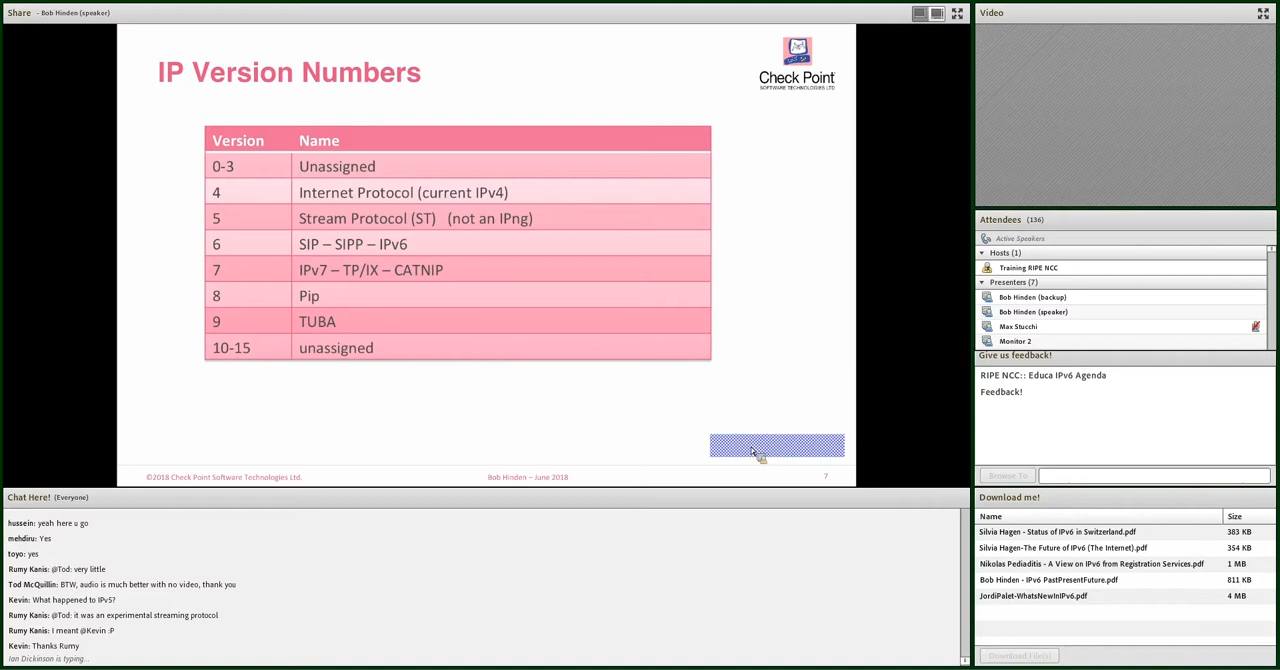 Share - Bob Hinden (speaker)
IP Version Numbers
Check Point
SOFTWARE TECHNOLOGIES LTD.
Version Name
0-3 Unassigned
4 Internet Protocol (current IPv4)
5 Stream Protocol (ST) (not an IPng)
6 SIP – SIPP – IPv6
7 IPv7 – TP/IX – CATNIP
8 Pip
9 TUBA
10-15 unassigned
©2018 Check Point Software Technologies Ltd. Bob Hinden – June 2018 7
Chat Here! (Everyone)
hussein: yeah here u go
mehdiru: Yes
toyo: yes
Rumy Kanis: @Tod: very little
Tod McQuillin: BTW, audio is much better with no video, thank you
Kevin: What happened to IPv5?
Rumy Kanis: @Tod: it was an experimental streaming protocol
Rumy Kanis: I meant @Kevin :P
Kevin: Thanks Rumy
Ian Dickinson is typing...
Video
Attendees (136)
Active Speakers
Hosts (1)
Training RIPE NCC
Presenters (7)
Bob Hinden (backup)
Bob Hinden (speaker)
Max Stucchi
Monitor 2
Give us feedback!
RIPE NCC:: Educa IPv6 Agenda
Feedback!
Browse To
Download me!
Name Size
Silvia Hagen - Status of IPv6 in Switzerland.pdf 383 KB
Silvia Hagen-The Future of IPv6 (The Internet).pdf 354 KB
Nikolas Pediaditis - A View on IPv6 from Registration Services.pdf 1 MB
Bob Hinden - IPv6 PastPresentFuture.pdf 811 KB
JordiPalet-WhatsNewInIPv6.pdf 4 MB
Download File(s)